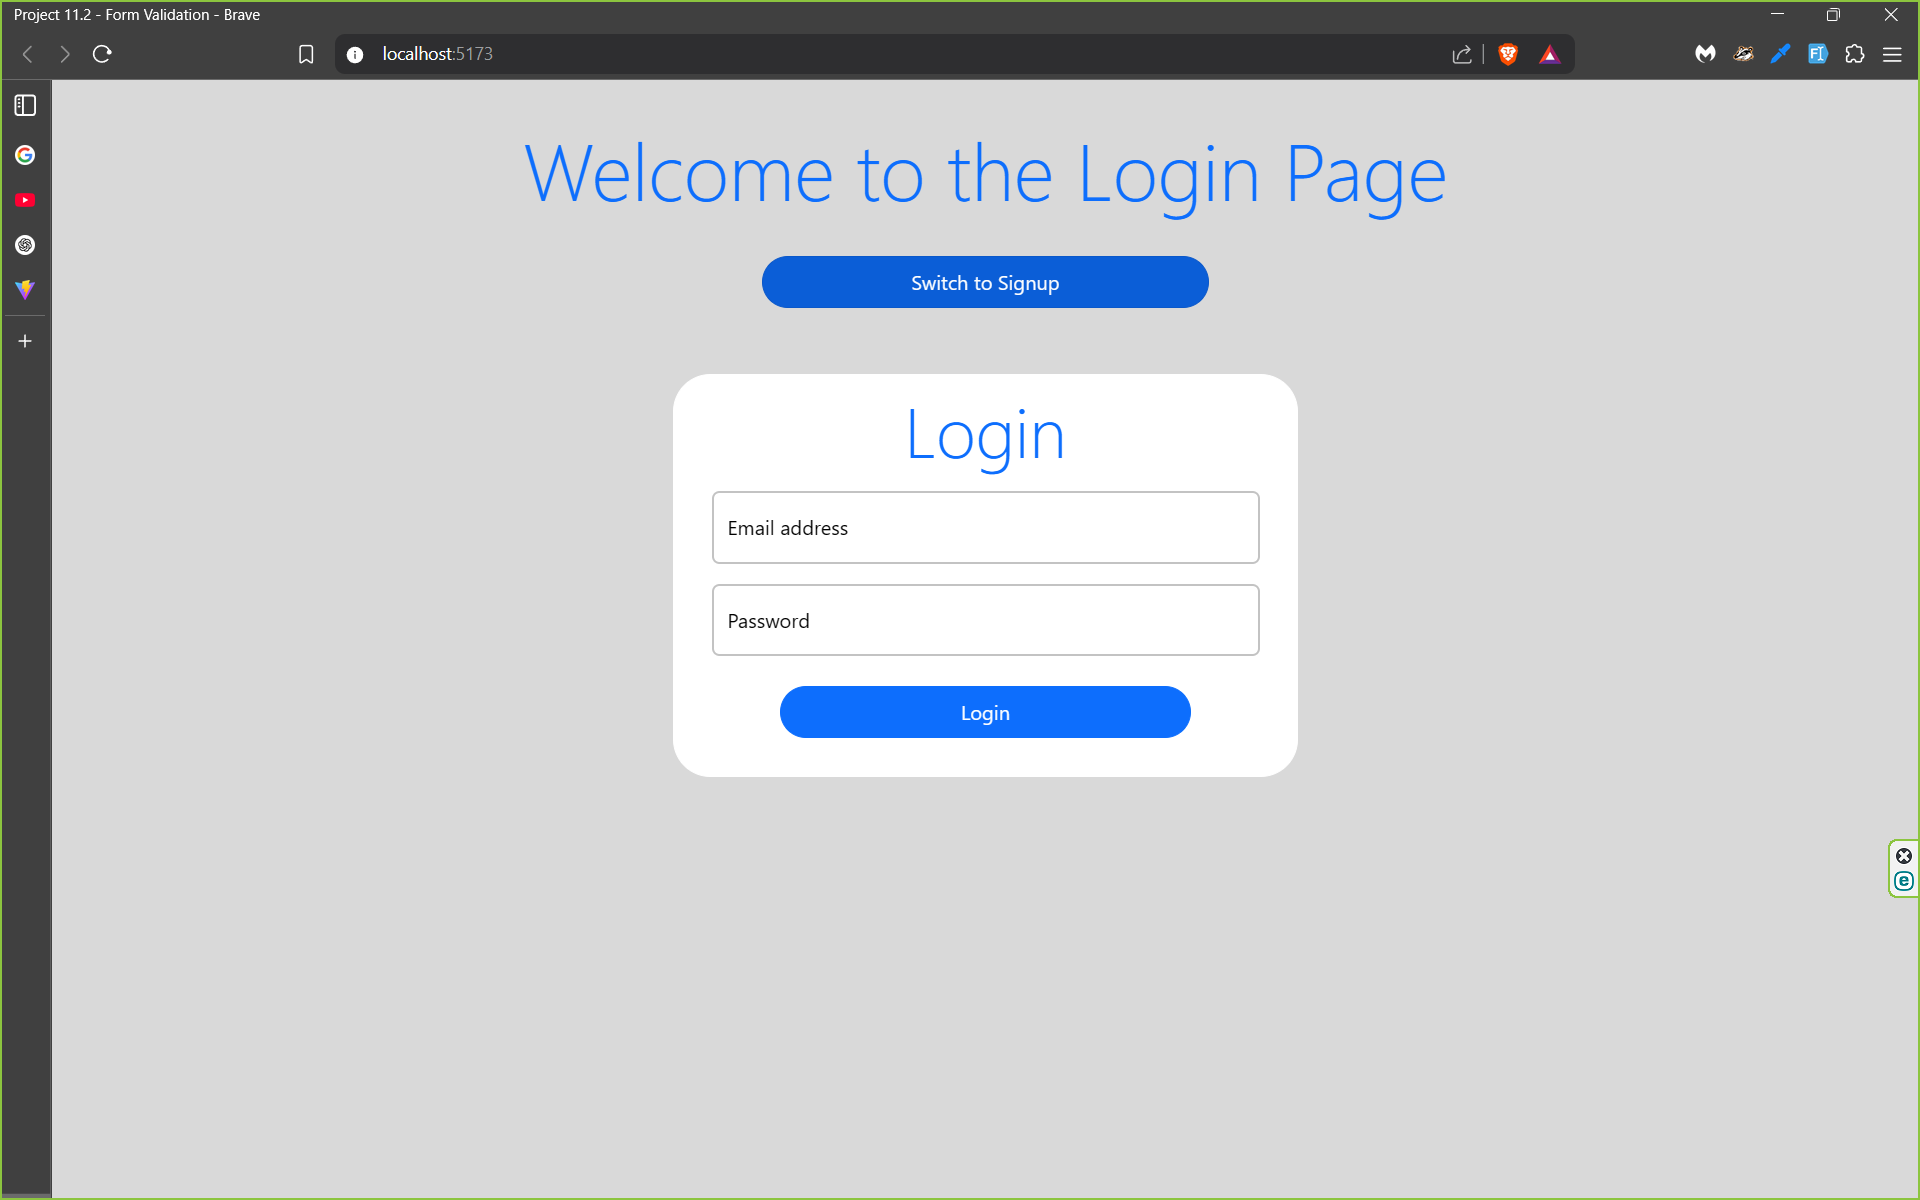 Project 11.2 - Form Validation - Brave
localhost:5173
Welcome to the Login Page
Switch to Signup
Login
Email address
Password
Login